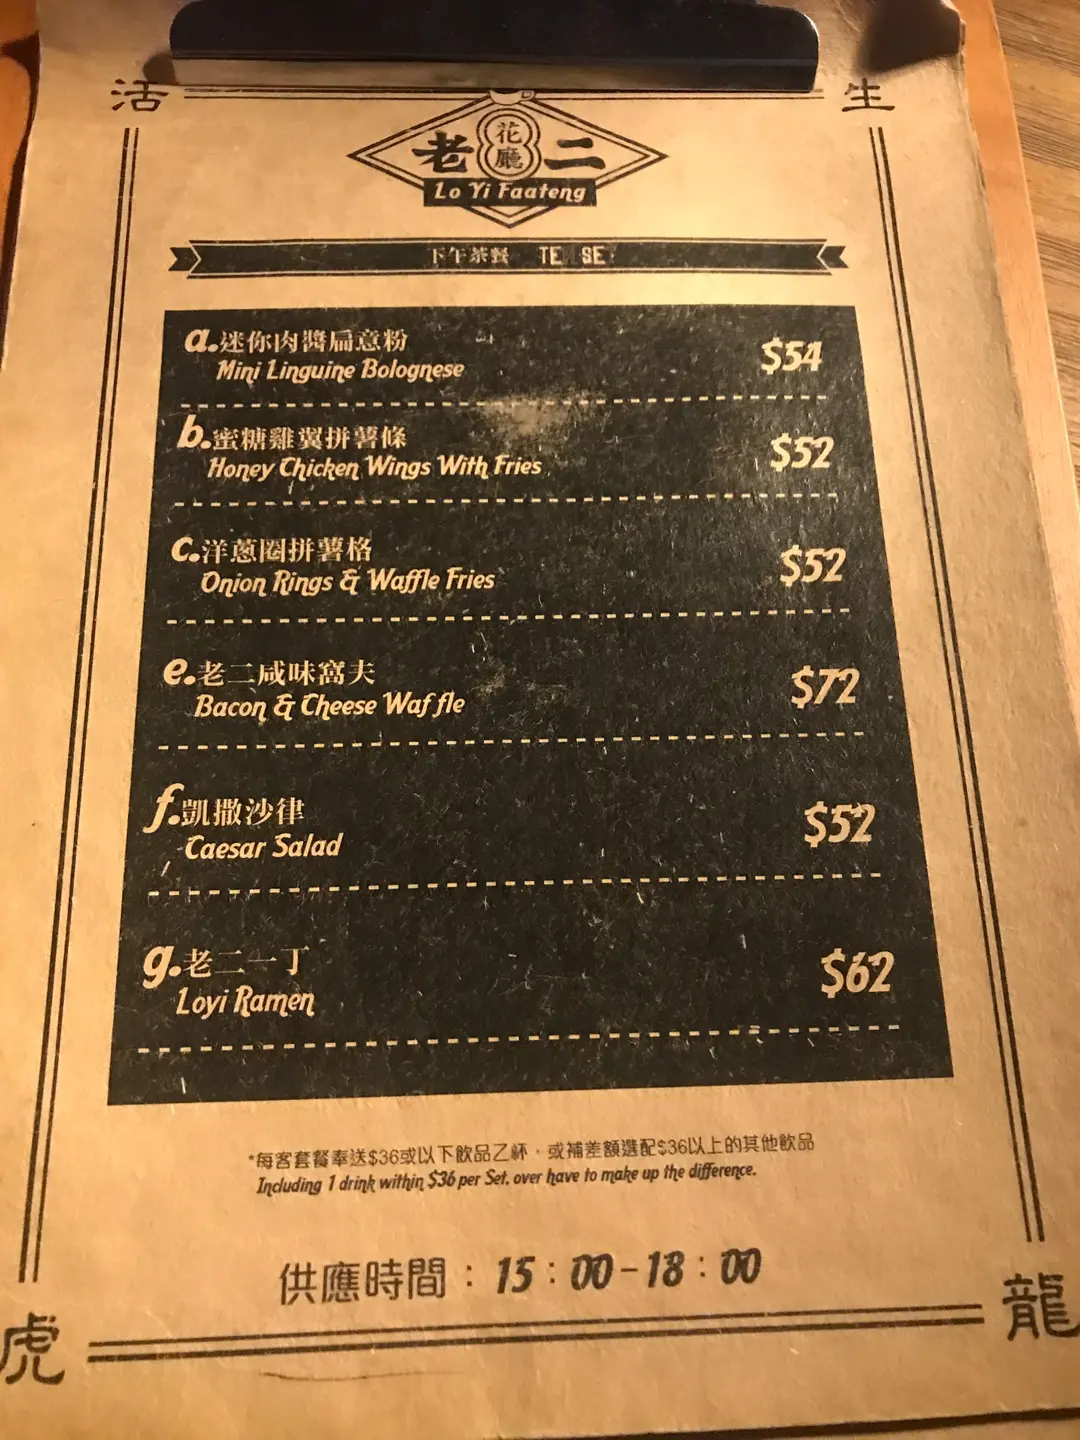 活 生
老 花廳 二
Lo Yi Faateng
下午茶餐 TE SE
a.迷你肉醬扁意粉 $54
Mini Linguine Bolognese
b.蜜糖雞翼拼薯條 $52
Honey Chicken Wings With Fries
c.洋蔥圈拼薯格 $52
Onion Rings & Waffle Fries
e.老二咸味窩夫 $72
Bacon & Cheese Waffle
f.凱撒沙律 $52
Caesar Salad
g.老二一丁 $62
Loyi Ramen
*每客套餐奉送$36或以下飲品乙杯，或補差額選配$36以上的其他飲品
Including 1 drink within $36 per Set, over have to make up the difference.
供應時間：15：00-18：00
虎 龍